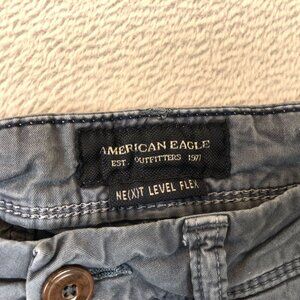 AMERICAN EAGLE
EST. OUTFITTERS 1977
NE(X)T LEVEL FLEX